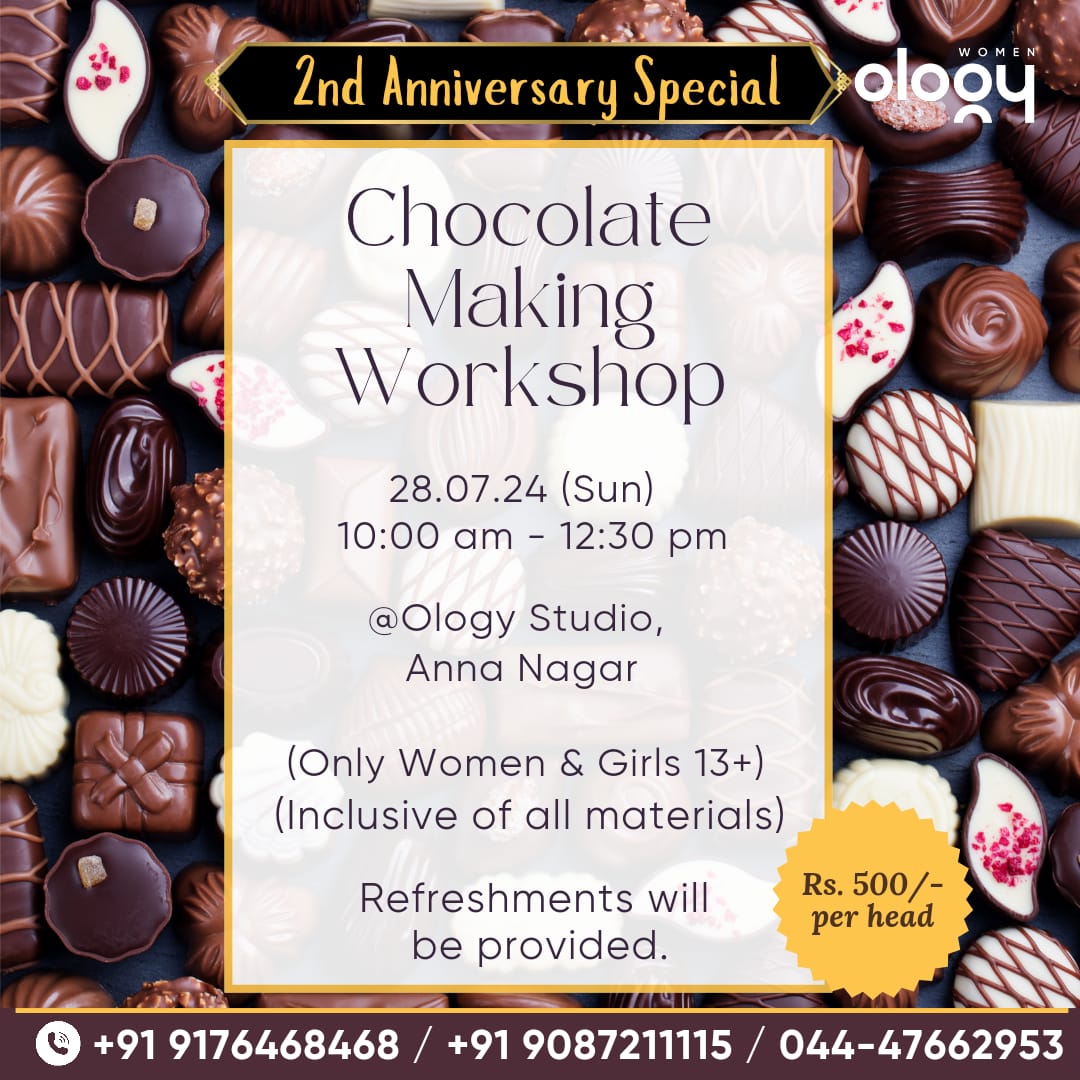 2nd Anniversary Special
WOMEN
ology
Chocolate
Making
Workshop
28.07.24 (Sun)
10:00 am - 12:30 pm
@Ology Studio,
Anna Nagar
(Only Women & Girls 13+)
(Inclusive of all materials)
Refreshments will
be provided.
Rs. 500/-
per head
+91 9176468468 / +91 9087211115 / 044-47662953